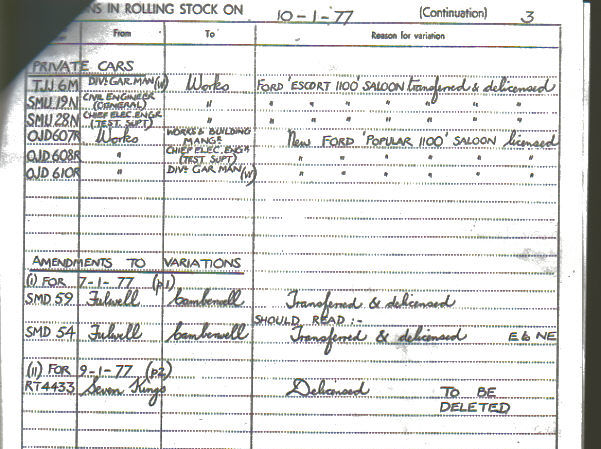 NS IN ROLLING STOCK ON 10-1-77 (Continuation) 3
From To Reason for variation
PRIVATE CARS
TJJ 6M DIV: GAR. MAN (W) Works FORD 'ESCORT 1100' SALOON transferred & delicensed
SMU 19N CIVIL ENGINEER (GENERAL) " " " " " " " "
SMU 28N CHIEF ELEC. ENGR (TEST. SUPT) " " " " " " " "
OJD 607R Works WORKS & BUILDING MANGR New FORD 'POPULAR 1100' SALOON licensed
OJD 608R " CHIEF ELEC. ENGR (TEST SUPT) " " " " " "
OJD 610R " DIV: GAR MAN (W) " " " " " "
AMENDMENTS TO VARIATIONS
(i) FOR 7-1-77 (p1)
SMD 59 Fulwell Camberwell Transferred & delicensed
SHOULD READ :-
SMD 54 Fulwell Camberwell Transferred & delicensed E & NE
(ii) FOR 9-1-77 (p2)
RT4433 Seven Kings Delicensed TO BE
DELETED